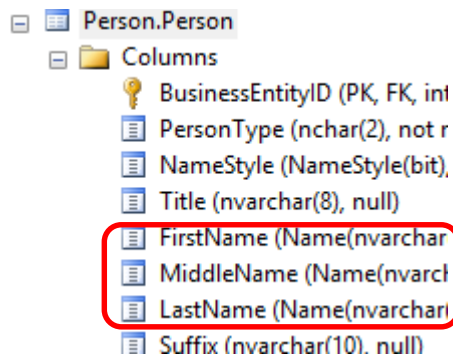 Person.Person
Columns
BusinessEntityID (PK, FK, int
PersonType (nchar(2), not
NameStyle (NameStyle(bit),
Title (nvarchar(8), null)
FirstName (Name(nvarchar
MiddleName (Name(nvarch
LastName (Name(nvarchar(
Suffix (nvarchar(10), null)